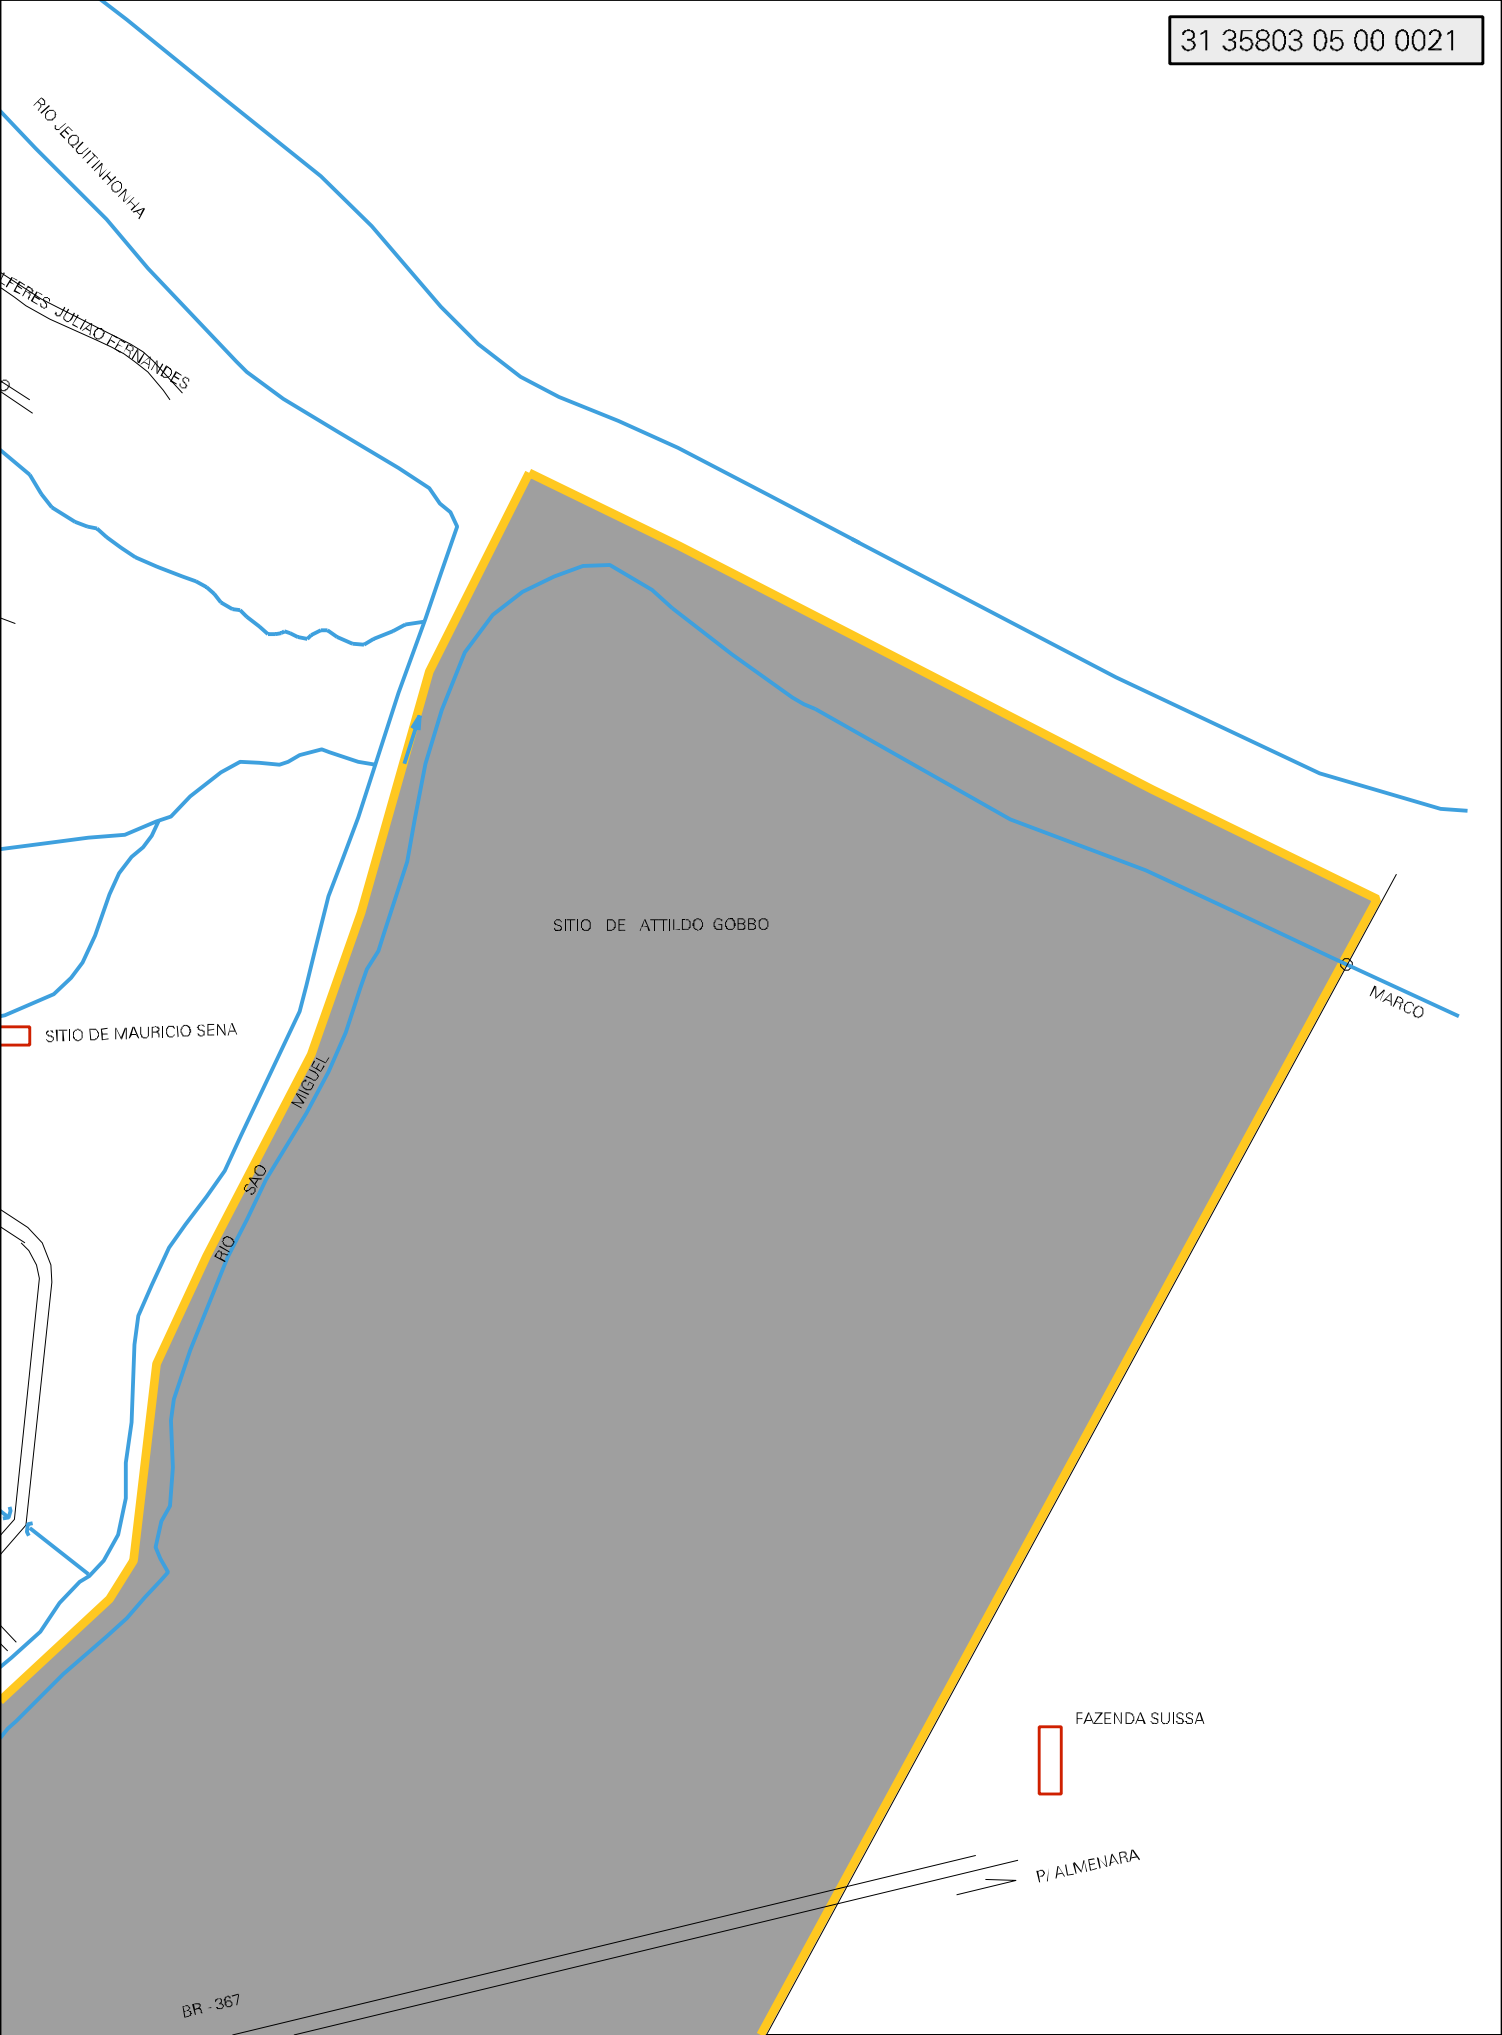 31 35803 05 00 0021
RIO JEQUITINHONHA
LFERES JULIAO FERNANDES
O
SITIO DE ATTILDO GOBBO
MARCO
SITIO DE MAURICIO SENA
MIGUEL
SAO
RIO
FAZENDA SUISSA
P/ ALMENARA
BR - 367